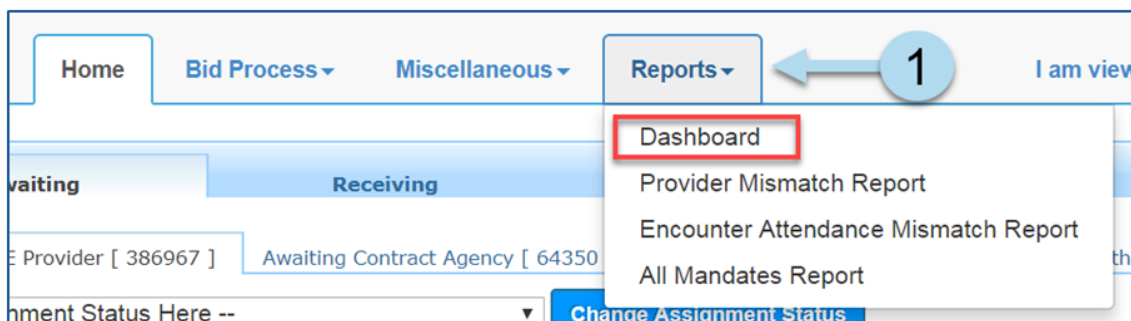 Home Bid Process Miscellaneous Reports 1 I am view
Dashboard
waiting Receiving Provider Mismatch Report
Encounter Attendance Mismatch Report
E Provider [ 386967 ] Awaiting Contract Agency [ 64350 th
All Mandates Report
nment Status Here -- Change Assignment Status